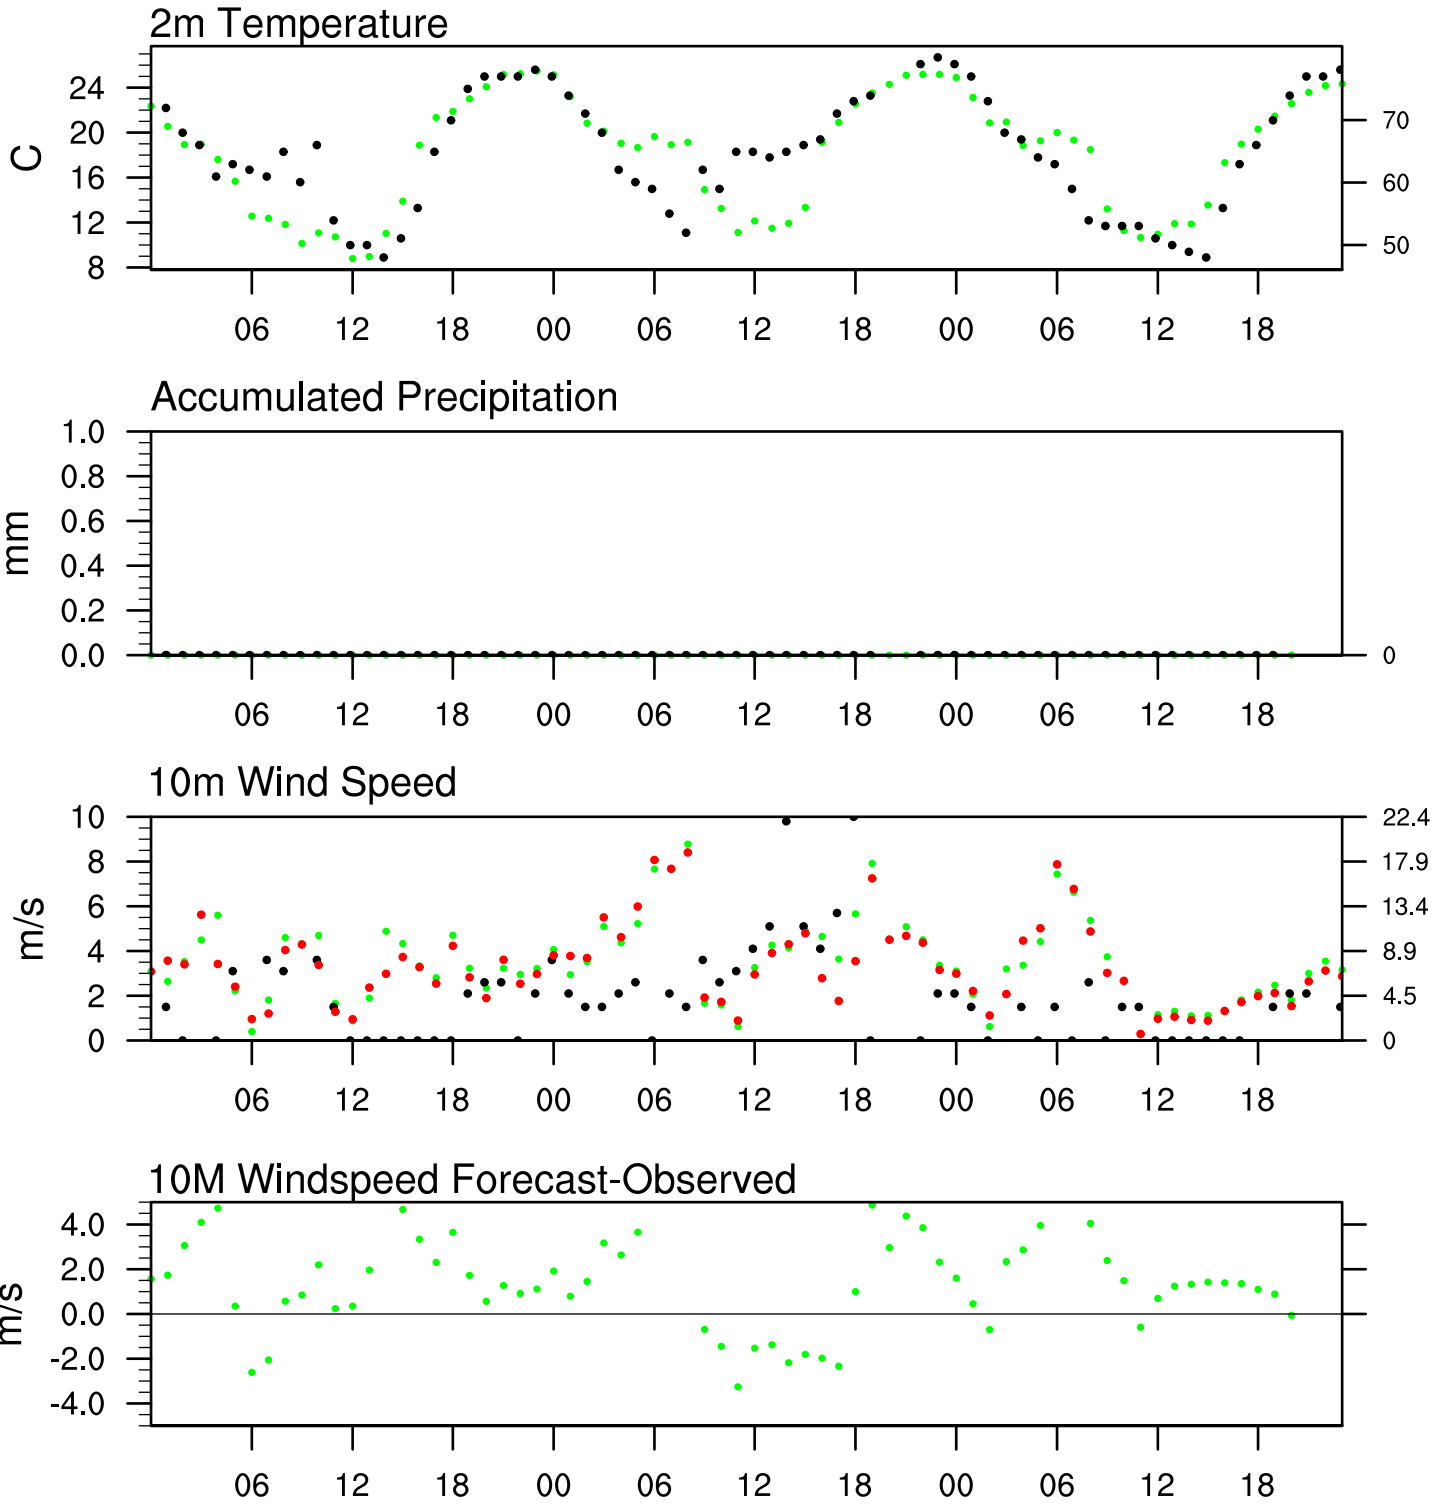 2m Temperature
24
20
16
12
8
C
70
60
50
06 12 18 00 06 12 18 00 06 12 18
Accumulated Precipitation
1.0
0.8
0.6
0.4
0.2
0.0
mm
0
06 12 18 00 06 12 18 00 06 12 18
10m Wind Speed
10
8
6
4
2
0
m/s
22.4
17.9
13.4
8.9
4.5
0
06 12 18 00 06 12 18 00 06 12 18
10M Windspeed Forecast-Observed
4.0
2.0
0.0
-2.0
-4.0
m/s
06 12 18 00 06 12 18 00 06 12 18